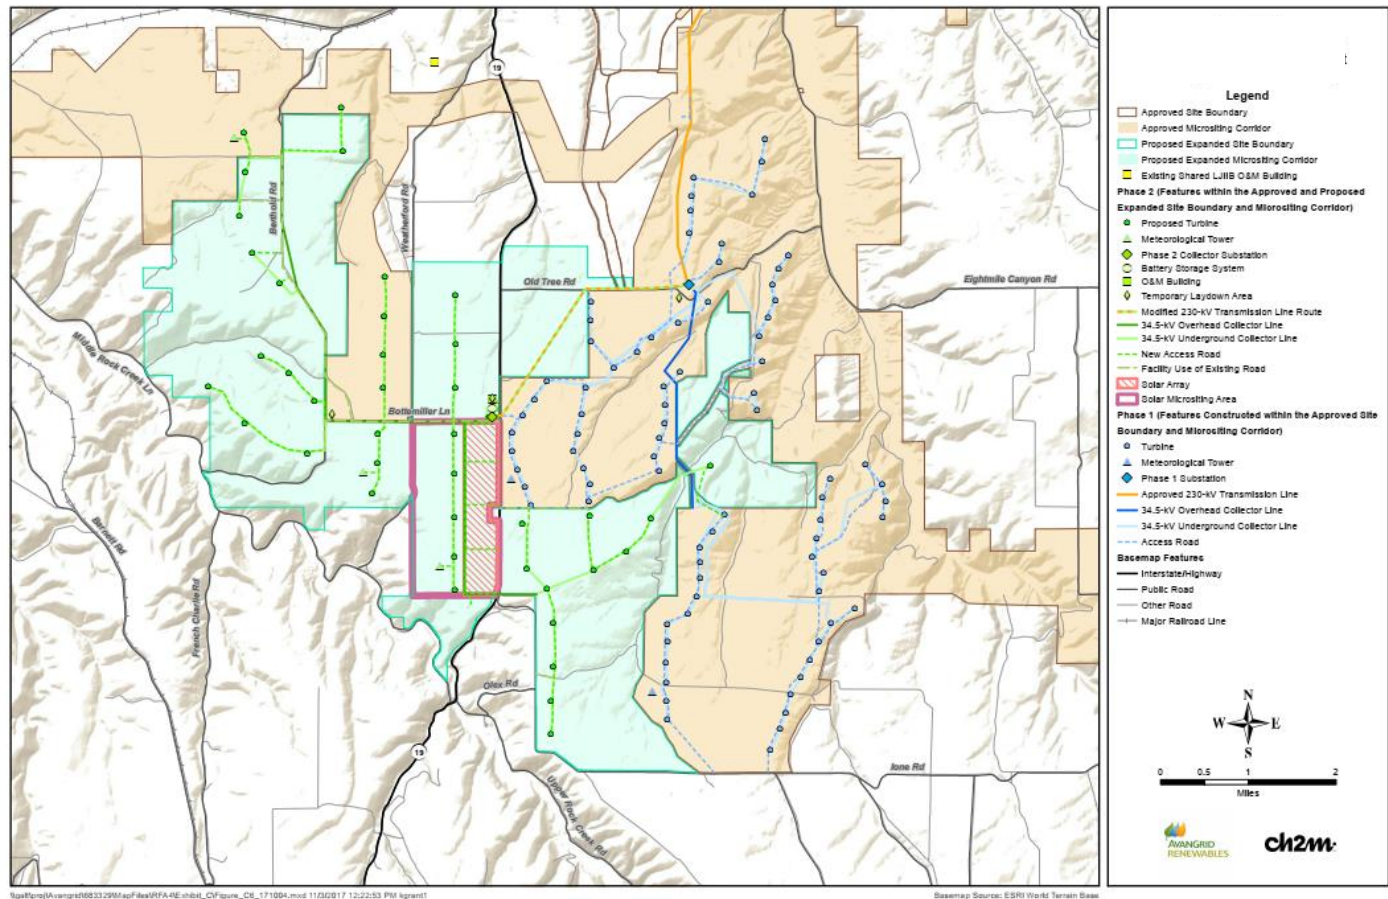 19
Berthold Rd
Weatherford Rd
Old Tree Rd
Eightmile Canyon Rd
Middle Rock Creek Ln
Bottemiller Ln
Barnett Rd
French Charlie Rd
Olex Rd
19
Upper Rock Creek Rd
Ione Rd
Legend
Approved Site Boundary
Approved Micrositing Corridor
Proposed Expanded Site Boundary
Proposed Expanded Micrositing Corridor
Existing Shared LJIIB O&M Building
Phase 2 (Features within the Approved and Proposed
Expanded Site Boundary and Micrositing Corridor)
Proposed Turbine
Meteorological Tower
Phase 2 Collector Substation
Battery Storage System
O&M Building
Temporary Laydown Area
Modified 230-kV Transmission Line Route
34.5-kV Overhead Collector Line
34.5-kV Underground Collector Line
New Access Road
Facility Use of Existing Road
Solar Array
Solar Micrositing Area
Phase 1 (Features Constructed within the Approved Site
Boundary and Micrositing Corridor)
Turbine
Meteorological Tower
Phase 1 Substation
Approved 230-kV Transmission Line
34.5-kV Overhead Collector Line
34.5-kV Underground Collector Line
Access Road
Basemap Features
Interstate/Highway
Public Road
Other Road
Major Railroad Line
N
W E
S
0 0.5 1 2
Miles
AVANGRID
RENEWABLES
ch2m
11/3/2017 12:22:53 PM
Basemap Source: ESRI World Terrain Base